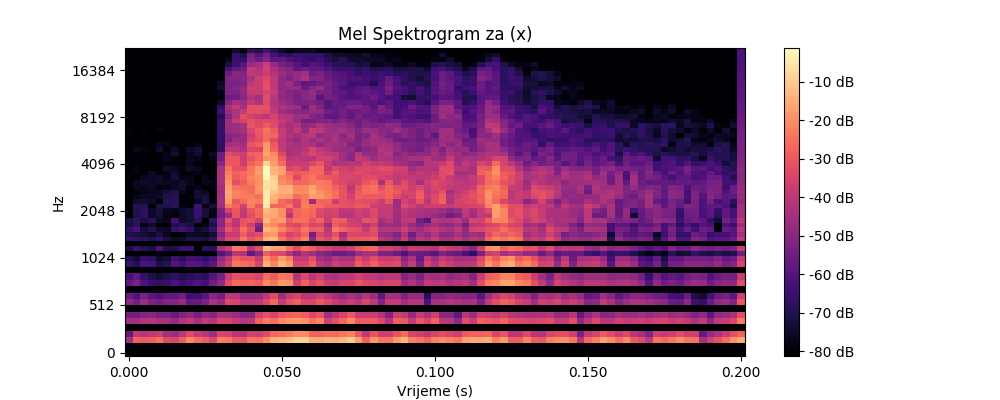 Mel Spektrogram za (x)
16384
8192
4096
2048
1024
512
0
Hz
0.000 0.050 0.100 0.150 0.200
Vrijeme (s)
-10 dB
-20 dB
-30 dB
-40 dB
-50 dB
-60 dB
-70 dB
-80 dB